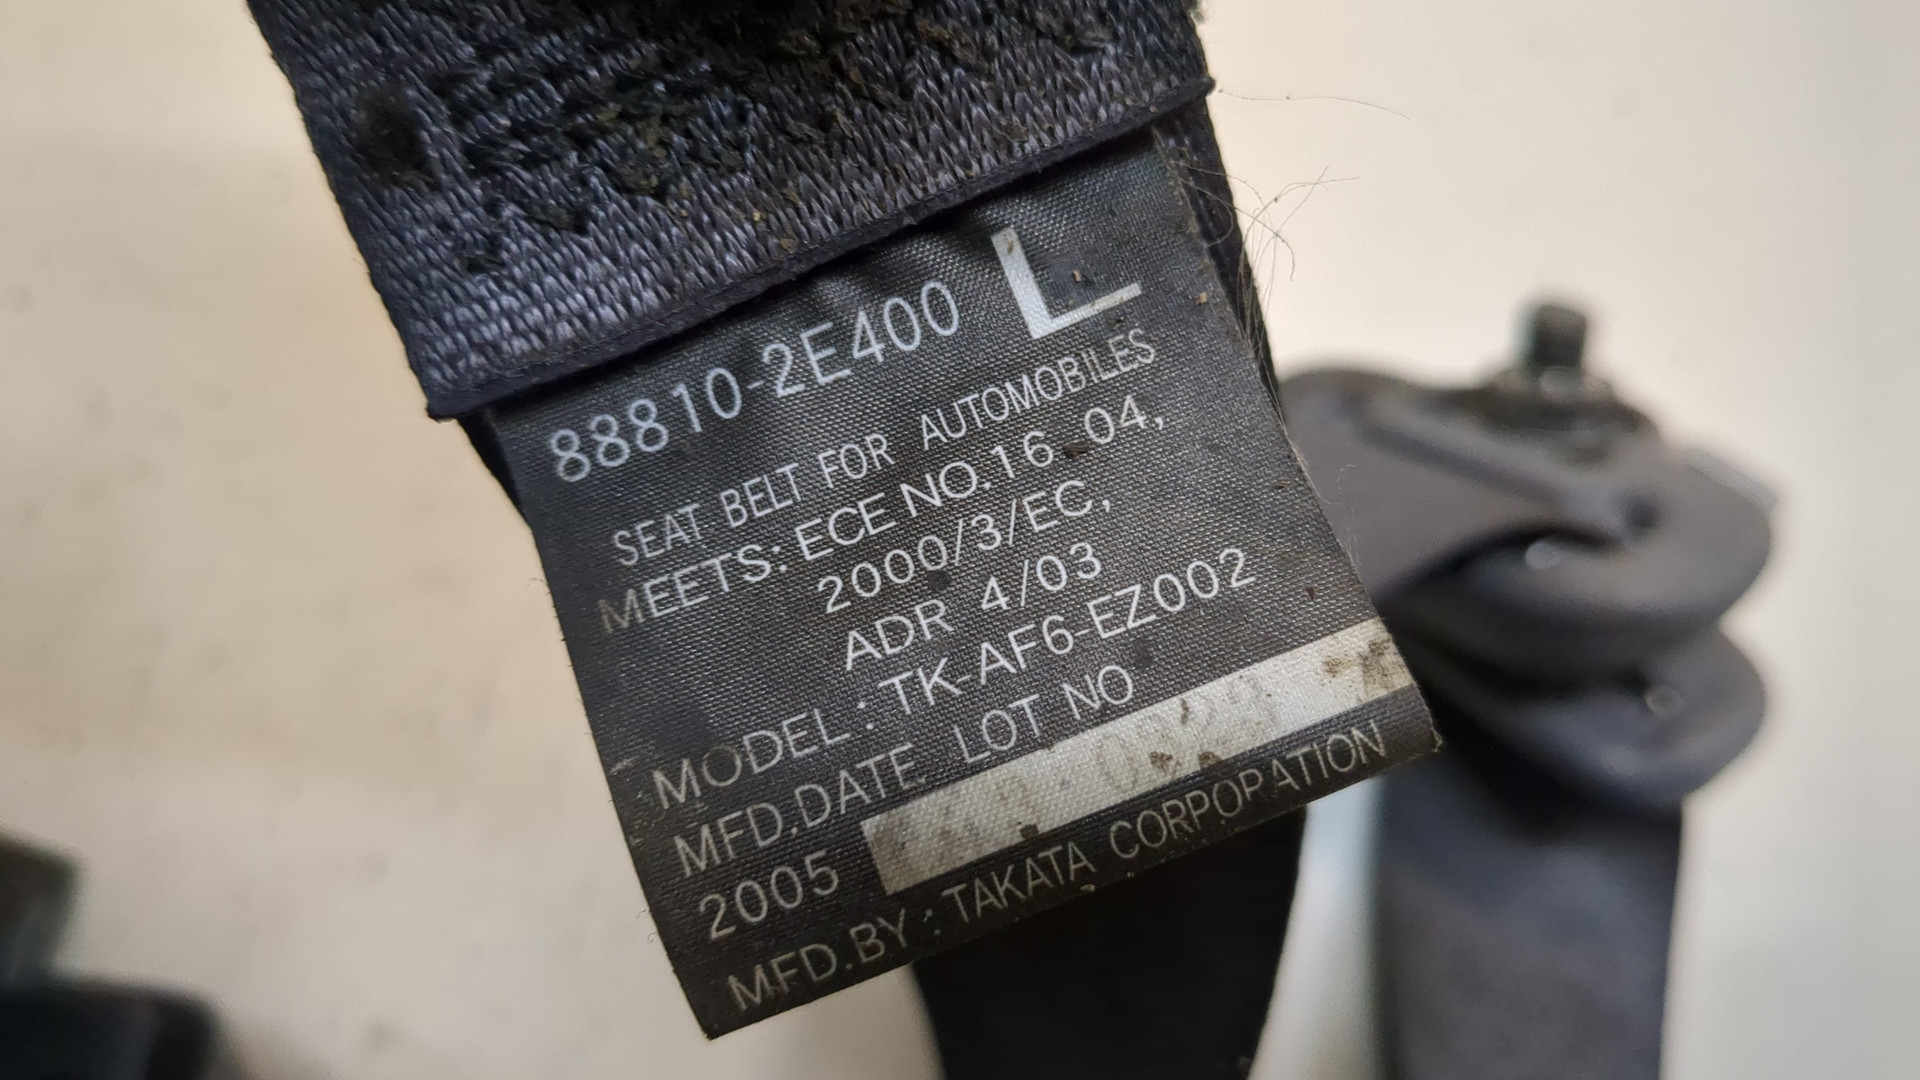 88810-2E400 L
SEAT BELT FOR AUTOMOBILES
MEETS: ECE NO.16 04,
2000/3/EC,
ADR 4/03
MODEL : TK-AF6-EZ002
MFD.DATE LOT NO
2005
MFD.BY : TAKATA CORPORATION